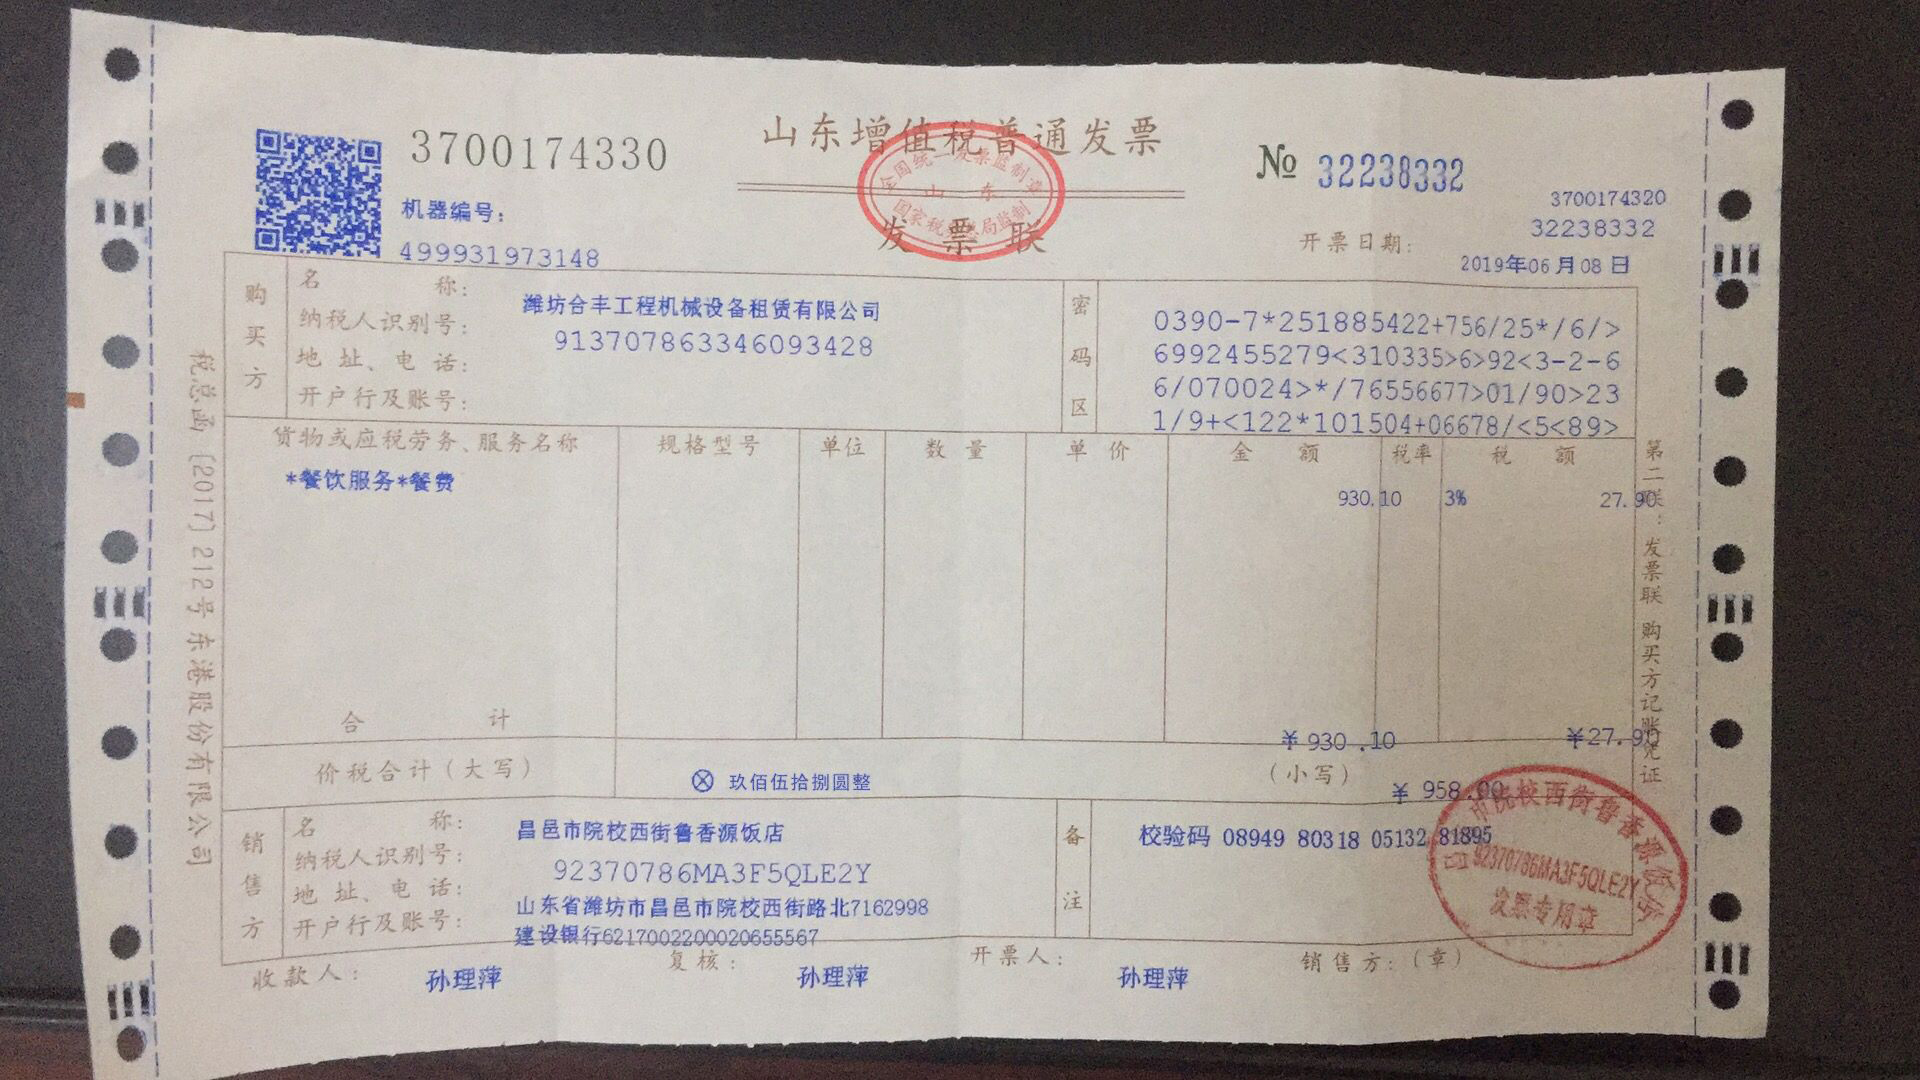 3700174330
山东增值税普通发票
№ 32238332
3700174320
32238332
机器编号:
499931973148
全国统一发票监制章
山东
国家税务总局监制
发票联
开票日期:
2019年06月08日
购买方
名称:
潍坊合丰工程机械设备租赁有限公司
纳税人识别号:
913707863346093428
地址、电话:
开户行及账号:
密码区
0390-7*251885422+756/25*/6/>
6992455279<310335>6>92<3-2-6
6/070024>*/76556677>01/90>23
1/9+<122*101504+06678/<5<89>
货物或应税劳务、服务名称 规格型号 单位 数量 单价 金额 税率 税额
*餐饮服务*餐费 930.10 3% 27.90
合计 ¥930.10 ¥27.90
价税合计(大写) ⊗ 玖佰伍拾捌圆整 (小写) ¥958.00
销售方
名称:
昌邑市院校西街鲁香源饭店
纳税人识别号:
92370786MA3F5QLE2Y
地址、电话:
山东省潍坊市昌邑市院校西街路北7162998
开户行及账号:
建设银行6217002200020655567
备注
校验码 08949 80318 05132 81895
收款人: 孙理萍 复核: 孙理萍 开票人: 孙理萍 销售方:(章)
昌邑市院校西街鲁香源饭店
92370786MA3F5QLE2Y
发票专用章
税总函〔2017〕212号东港股份有限公司
第二联:发票联 购买方记账凭证